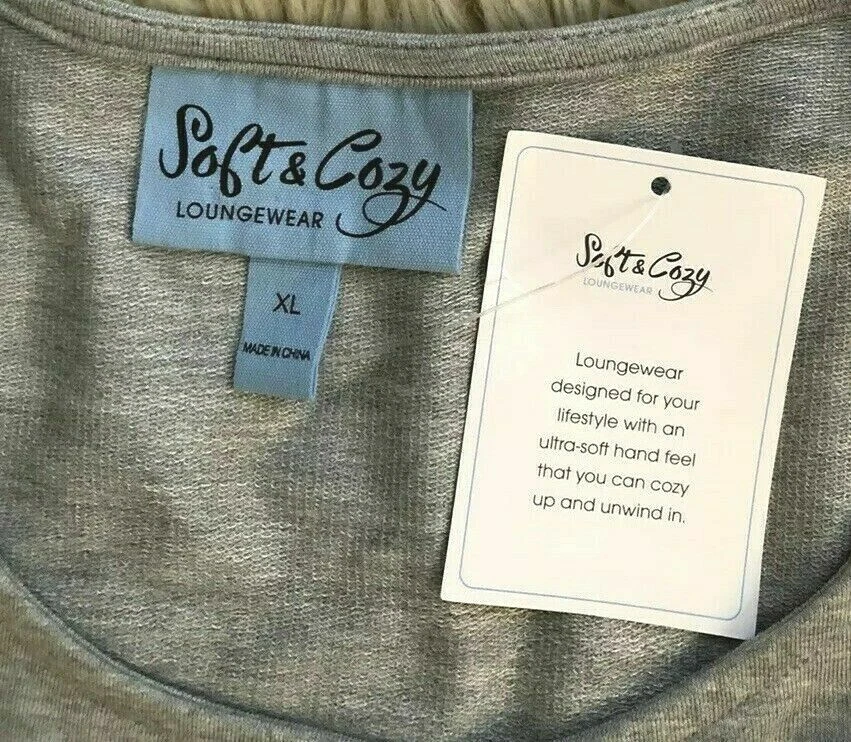 Soft & Cozy
LOUNGEWEAR
XL
MADE IN CHINA
Soft & Cozy
LOUNGEWEAR
Loungewear
designed for your
lifestyle with an
ultra-soft hand feel
that you can cozy
up and unwind in.